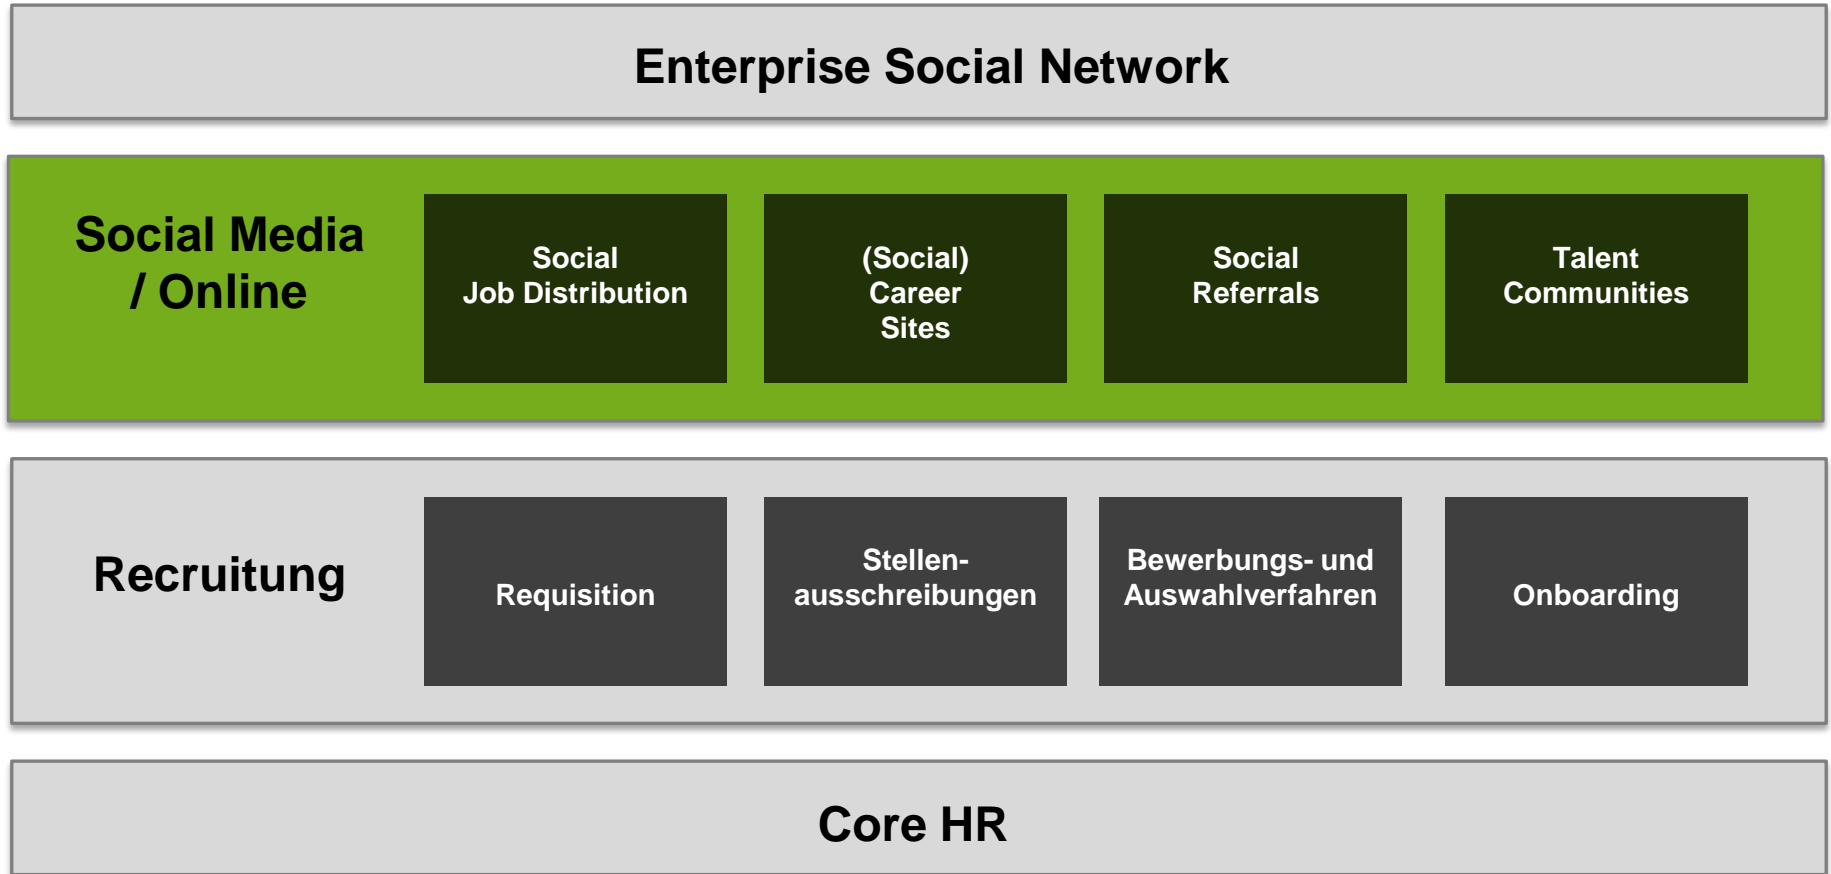 Enterprise Social Network
Social Media
/ Online
Social
Job Distribution
(Social)
Career
Sites
Social
Referrals
Talent
Communities
Recruitung
Requisition
Stellen-
ausschreibungen
Bewerbungs- und
Auswahlverfahren
Onboarding
Core HR